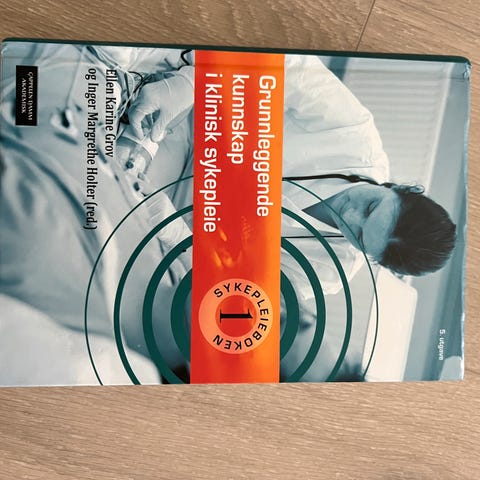 5. utgave
Grunnleggende
kunnskap
i klinisk sykepleie
SYKEPLEIEBOKEN
1
Ellen Karine Grov
og Inger Margrethe Holter (red.)
CAPPELEN DAMM
AKADEMISK